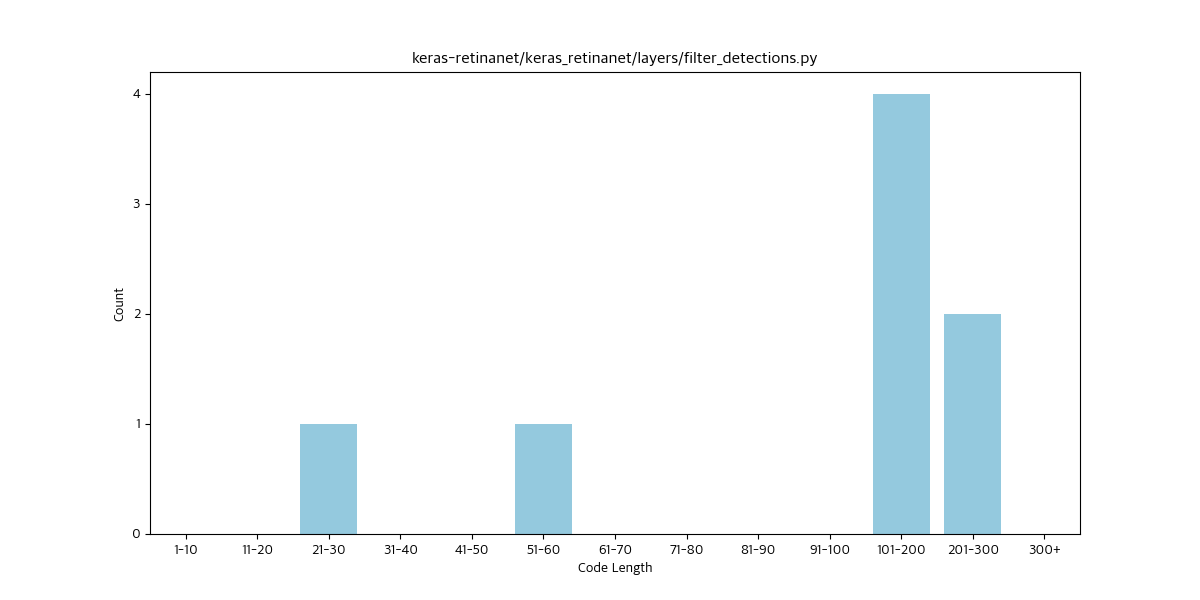 keras-retinanet/keras_retinanet/layers/filter_detections.py
4
3
2
1
0
Count
1-10 11-20 21-30 31-40 41-50 51-60 61-70 71-80 81-90 91-100 101-200 201-300 300+
Code Length